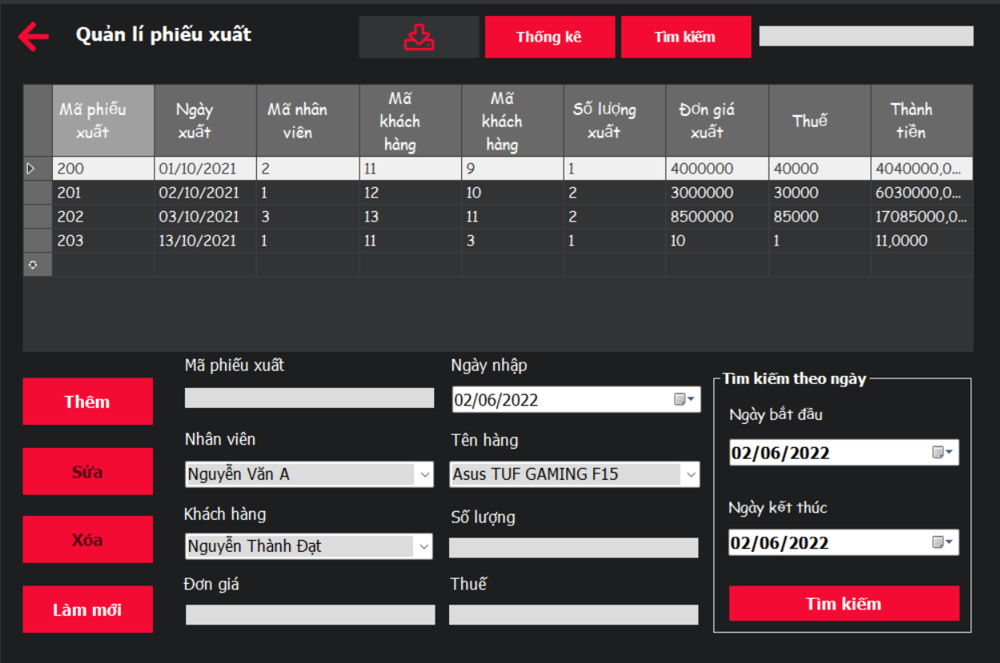 Quản lí phiếu xuất
Thống kê
Tìm kiếm
Mã phiếu xuất
Ngày xuất
Mã nhân viên
Mã khách hàng
Mã khách hàng
Số lượng xuất
Đơn giá xuất
Thuế
Thành tiền
200 01/10/2021 2 11 9 1 4000000 40000 4040000,0...
201 02/10/2021 1 12 10 2 3000000 30000 6030000,0...
202 03/10/2021 3 13 11 2 8500000 85000 17085000,0...
203 13/10/2021 1 11 3 1 10 1 11,0000
Thêm
Sửa
Xóa
Làm mới
Mã phiếu xuất
Ngày nhập
02/06/2022
Nhân viên
Nguyễn Văn A
Tên hàng
Asus TUF GAMING F15
Khách hàng
Nguyễn Thành Đạt
Số lượng
Đơn giá
Thuế
Tìm kiếm theo ngày
Ngày bắt đầu
02/06/2022
Ngày kết thúc
02/06/2022
Tìm kiếm